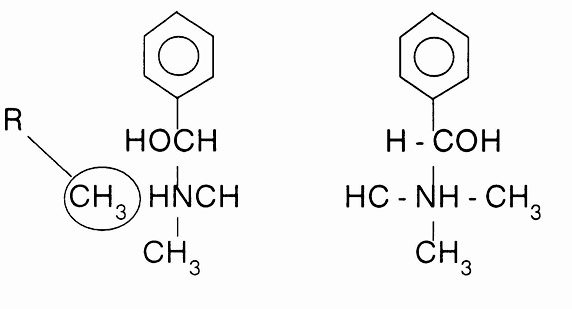 HOCH H - COH
R
CH₃ HNCH HC - NH - CH₃
CH₃ CH₃